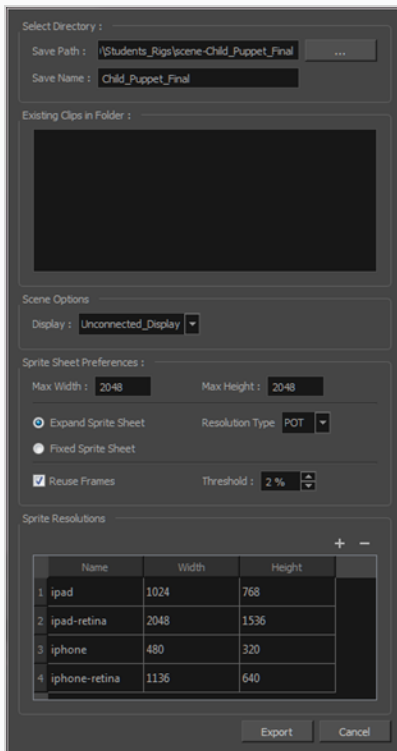 Select Directory :
Save Path : \Students_Rigs\scene-Child_Puppet_Final ...
Save Name : Child_Puppet_Final
Existing Clips in Folder :
Scene Options
Display : Unconnected_Display
Sprite Sheet Preferences :
Max Width : 2048 Max Height : 2048
Expand Sprite Sheet Resolution Type POT
Fixed Sprite Sheet
Reuse Frames Threshold : 2 %
Sprite Resolutions
+ −
Name Width Height
1 ipad 1024 768
2 ipad-retina 2048 1536
3 iphone 480 320
4 iphone-retina 1136 640
Export Cancel